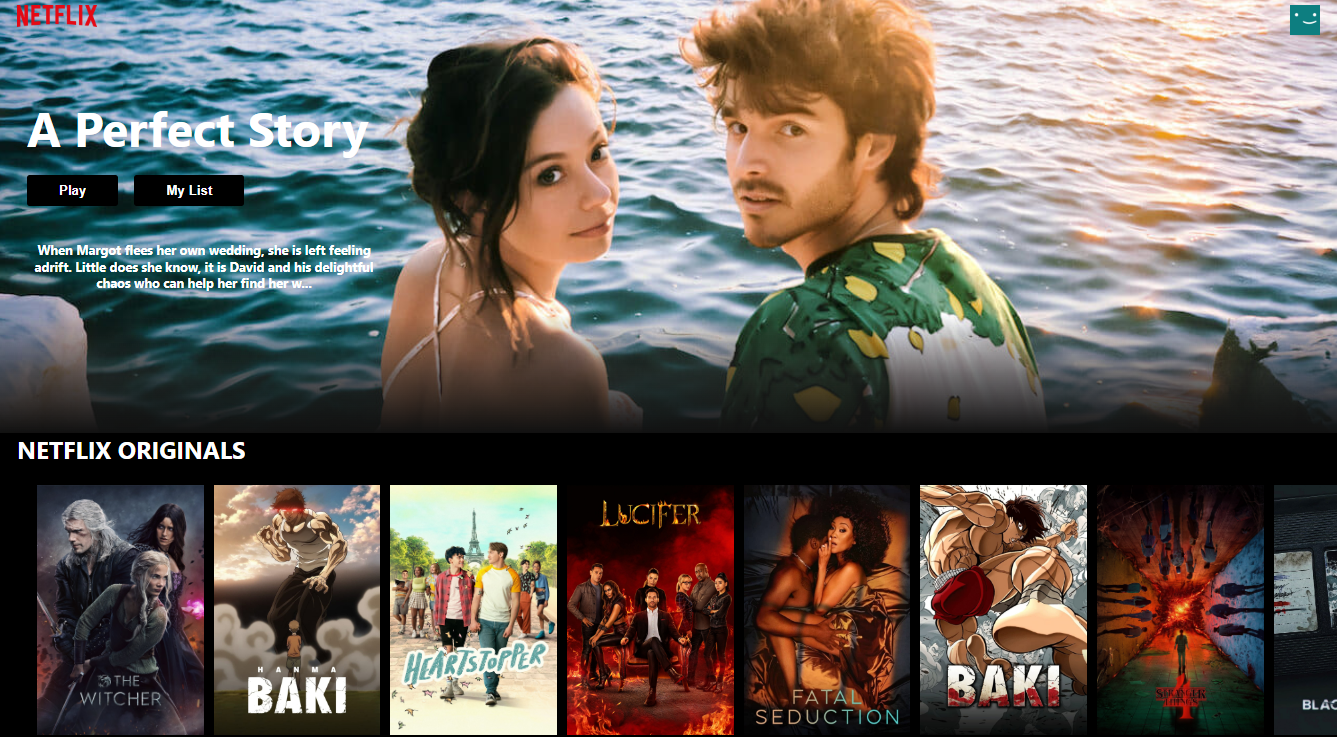 NETFLIX
A Perfect Story
Play
My List
When Margot flees her own wedding, she is left feeling
adrift. Little does she know, it is David and his delightful
chaos who can help her find her w...
NETFLIX ORIGINALS
THE
WITCHER
HANMA
BAKI
HEARTSTOPPER
LUCIFER
FATAL
SEDUCTION
BAKI
STRANGER
THINGS
4
BLAC